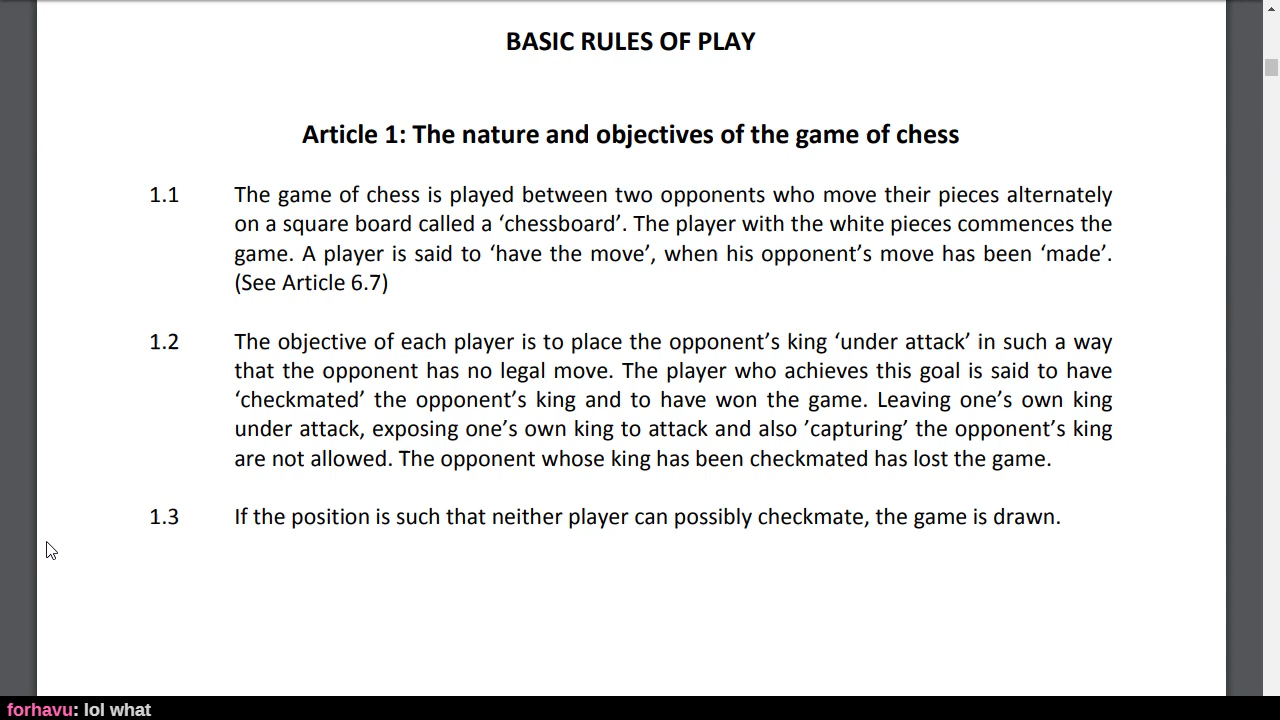 BASIC RULES OF PLAY
Article 1: The nature and objectives of the game of chess
1.1 The game of chess is played between two opponents who move their pieces alternately
on a square board called a ‘chessboard’. The player with the white pieces commences the
game. A player is said to ‘have the move’, when his opponent’s move has been ‘made’.
(See Article 6.7)
1.2 The objective of each player is to place the opponent’s king ‘under attack’ in such a way
that the opponent has no legal move. The player who achieves this goal is said to have
‘checkmated’ the opponent’s king and to have won the game. Leaving one’s own king
under attack, exposing one’s own king to attack and also ’capturing’ the opponent’s king
are not allowed. The opponent whose king has been checkmated has lost the game.
1.3 If the position is such that neither player can possibly checkmate, the game is drawn.
forhavu: lol what